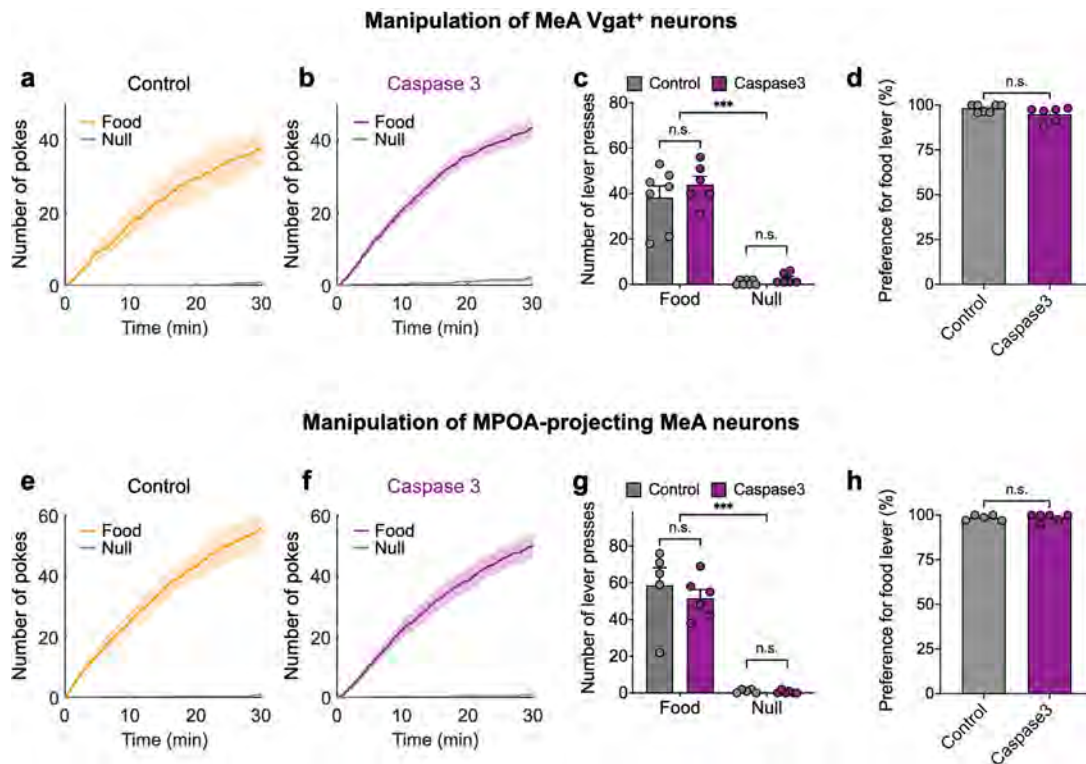 Manipulation of MeA Vgat⁺ neurons
a
Control
Number of pokes
40
20
0
Food
Null
0 10 20 30
Time (min)
b
Caspase 3
Number of pokes
40
20
0
Food
Null
0 10 20 30
Time (min)
c
Control Caspase3
Number of lever presses
80
60
40
20
0
***
n.s.
n.s.
Food Null
d
Preference for food lever (%)
100
75
50
25
0
n.s.
Control
Caspase3
Manipulation of MPOA-projecting MeA neurons
e
Control
Number of pokes
60
40
20
0
Food
Null
0 10 20 30
Time (min)
f
Caspase 3
Number of pokes
60
40
20
0
Food
Null
0 10 20 30
Time (min)
g
Control Caspase3
Number of lever presses
80
60
40
20
0
***
n.s.
n.s.
Food Null
h
Preference for food lever (%)
100
75
50
25
0
n.s.
Control
Caspase3